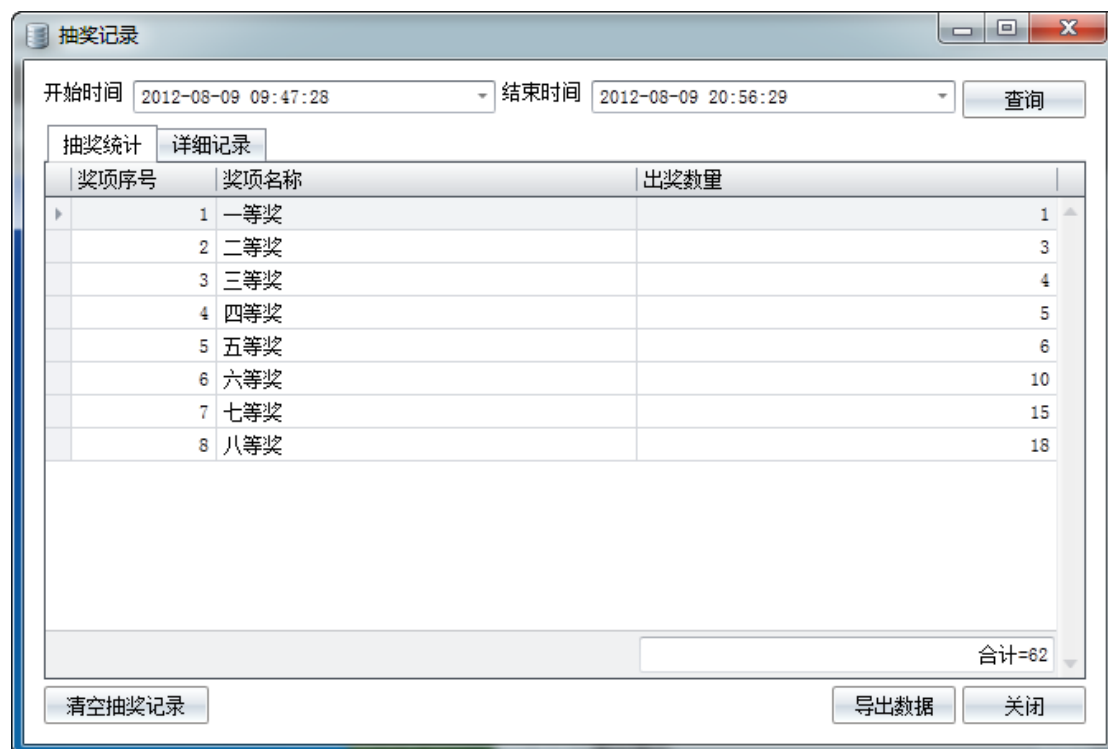 抽奖记录
开始时间 2012-08-09 09:47:28 结束时间 2012-08-09 20:56:29 查询
抽奖统计 详细记录
奖项序号 奖项名称 出奖数量
1 一等奖 1
2 二等奖 3
3 三等奖 4
4 四等奖 5
5 五等奖 6
6 六等奖 10
7 七等奖 15
8 八等奖 18
合计=62
清空抽奖记录 导出数据 关闭